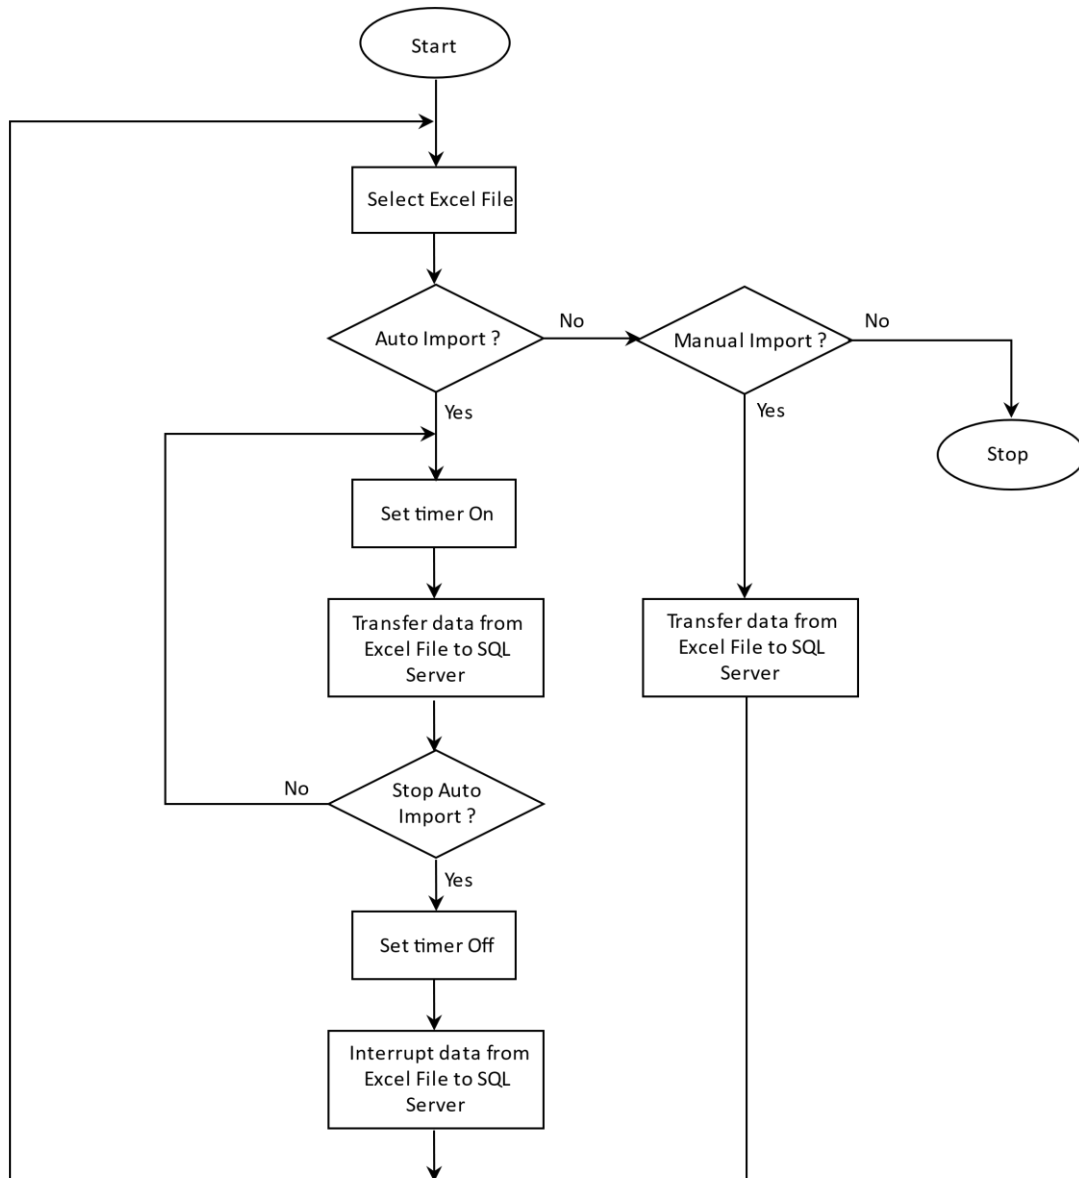 Start
Select Excel File
Auto Import ?
No
Manual Import ?
No
Yes
Yes
Stop
Set timer On
Transfer data from
Excel File to SQL
Server
Transfer data from
Excel File to SQL
Server
Stop Auto
Import ?
No
Yes
Set timer Off
Interrupt data from
Excel File to SQL
Server